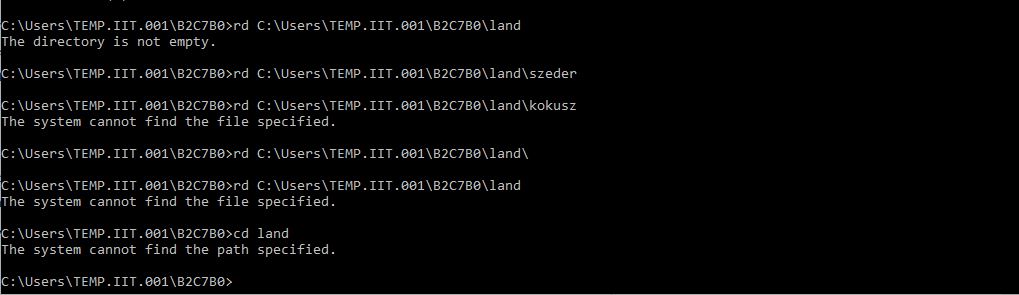 C:\Users\TEMP.IIT.001\B2C7B0>rd C:\Users\TEMP.IIT.001\B2C7B0\land
The directory is not empty.
C:\Users\TEMP.IIT.001\B2C7B0>rd C:\Users\TEMP.IIT.001\B2C7B0\land\szeder
C:\Users\TEMP.IIT.001\B2C7B0>rd C:\Users\TEMP.IIT.001\B2C7B0\land\kokusz
The system cannot find the file specified.
C:\Users\TEMP.IIT.001\B2C7B0>rd C:\Users\TEMP.IIT.001\B2C7B0\land\
C:\Users\TEMP.IIT.001\B2C7B0>rd C:\Users\TEMP.IIT.001\B2C7B0\land
The system cannot find the file specified.
C:\Users\TEMP.IIT.001\B2C7B0>cd land
The system cannot find the path specified.
C:\Users\TEMP.IIT.001\B2C7B0>